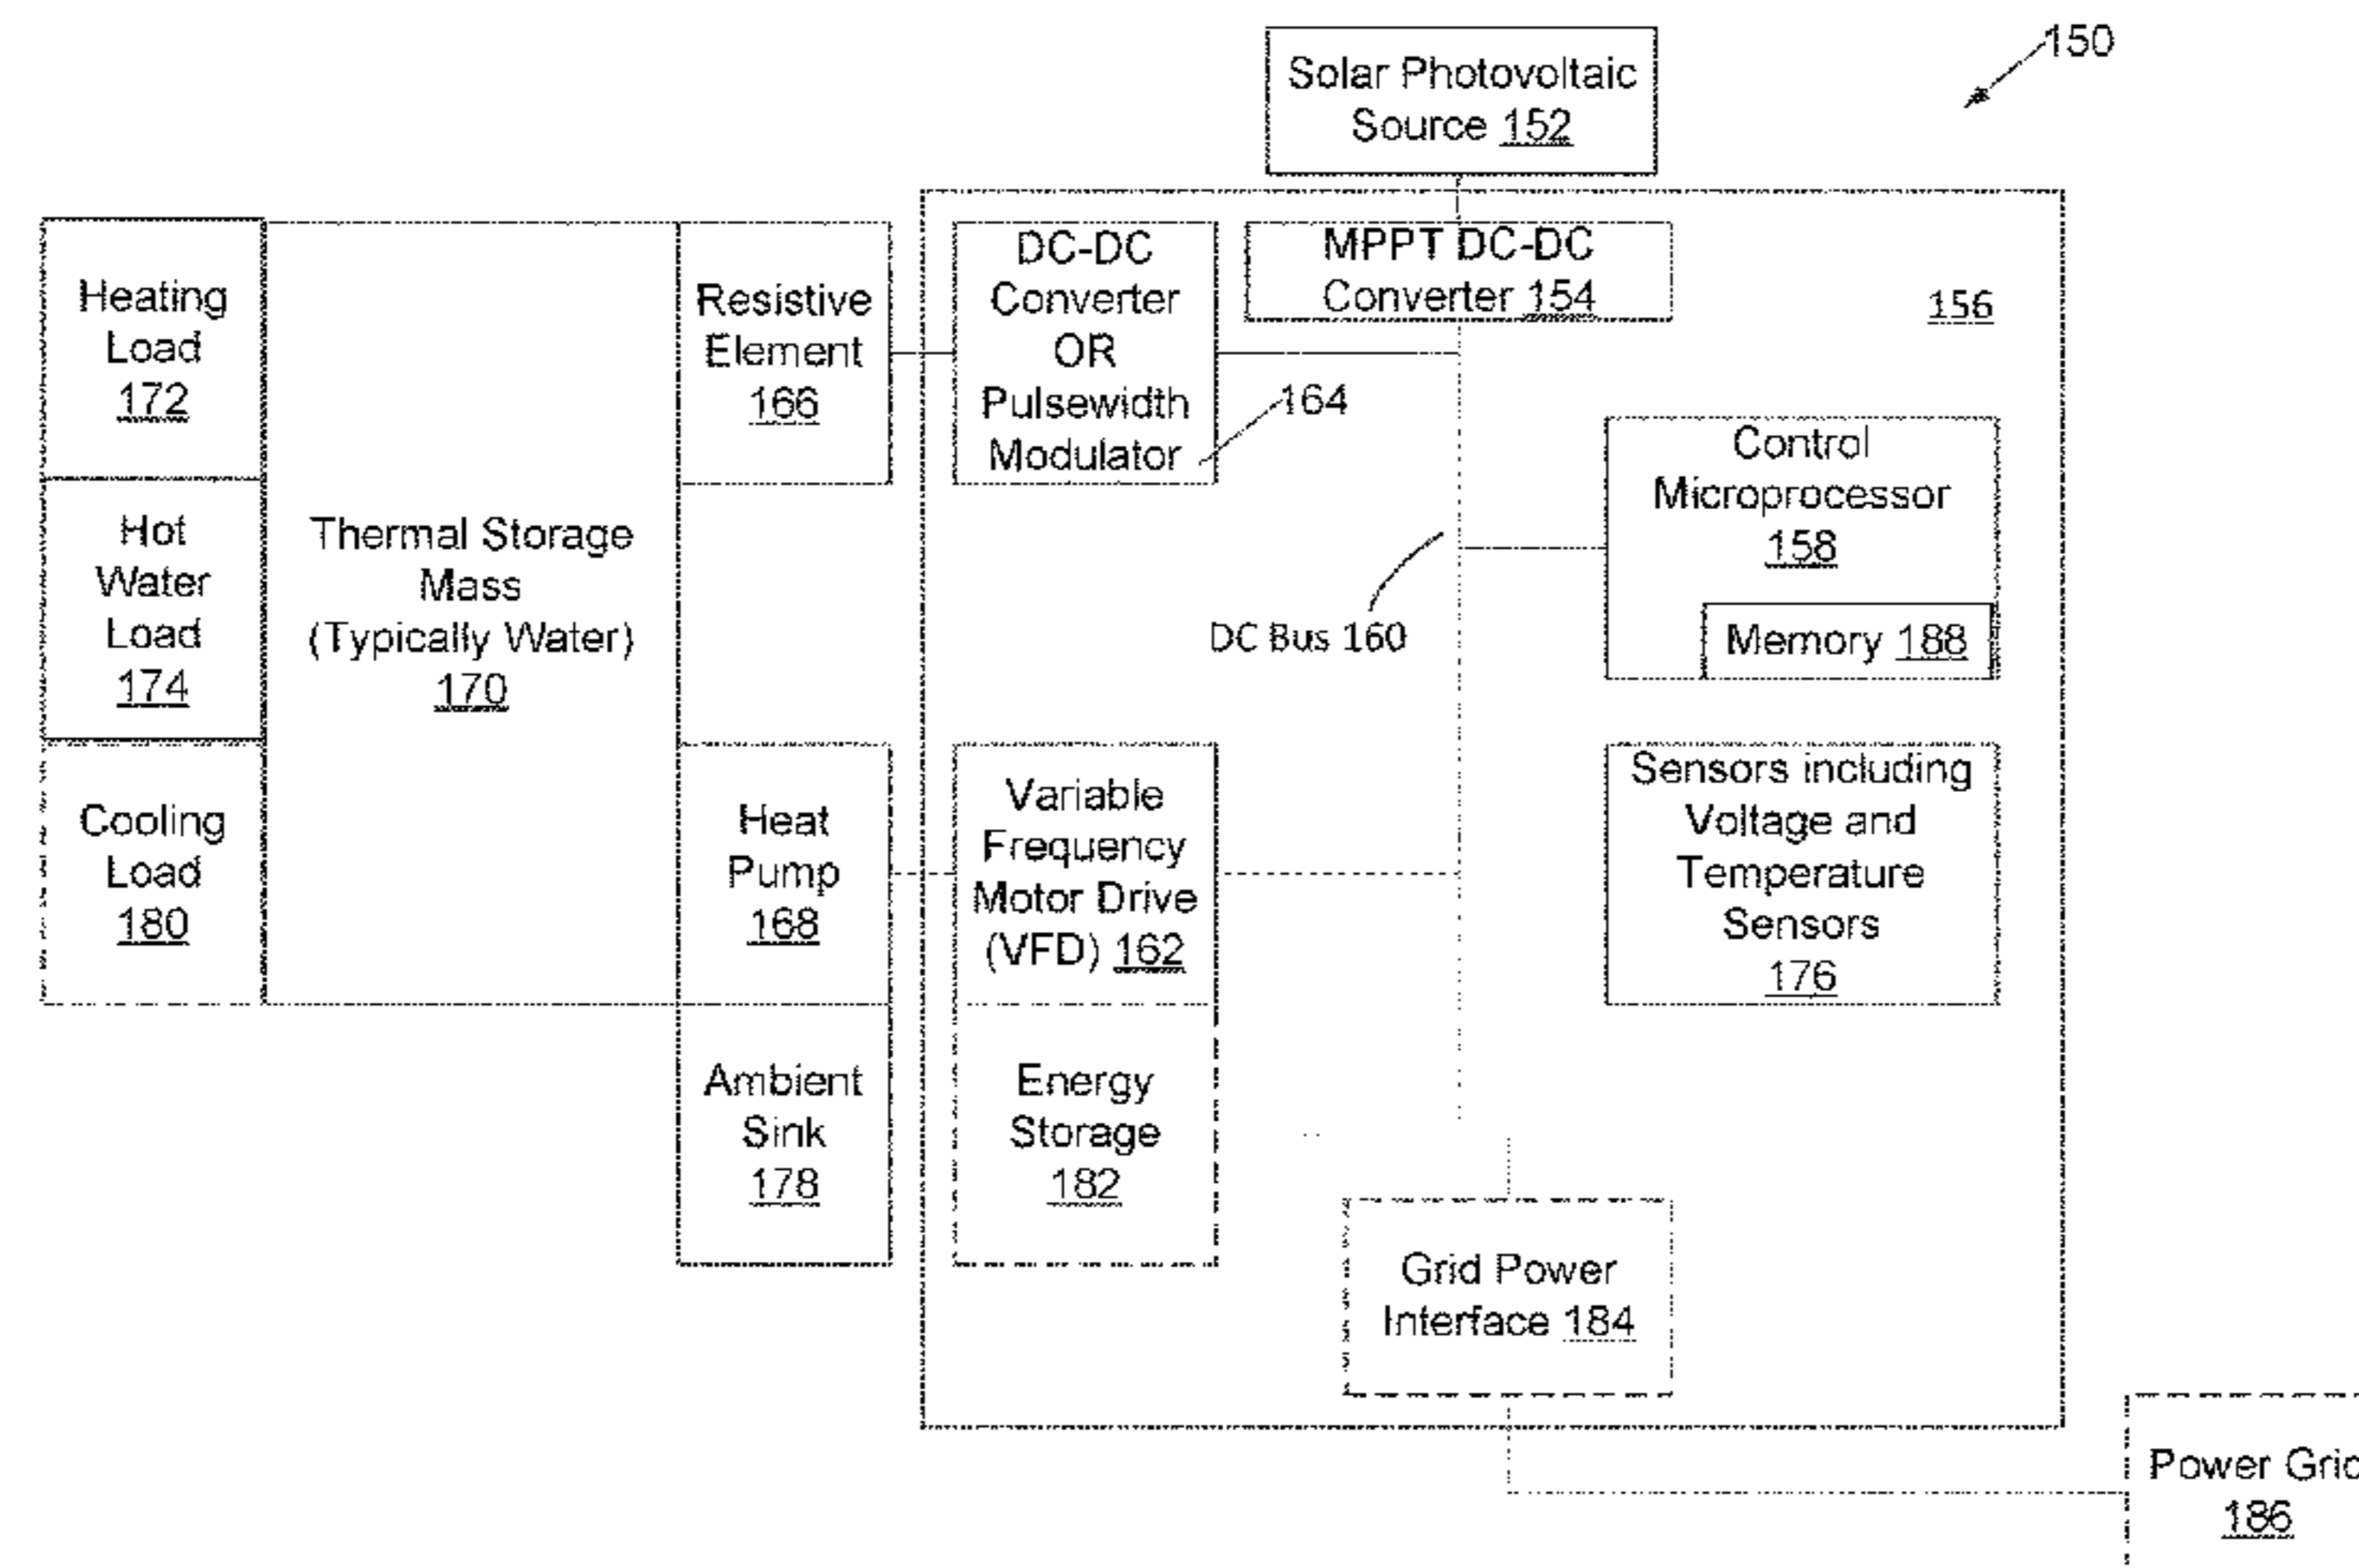 150
Solar Photovoltaic
Source 152
MPPT DC-DC
Converter 154
156
DC-DC
Converter
OR
Pulsewidth
Modulator
164
Resistive
Element
166
Heating
Load
172
Hot
Water
Load
174
Cooling
Load
180
Thermal Storage
Mass
(Typically Water)
170
Control
Microprocessor
158
Memory 188
DC Bus 160
Heat
Pump
168
Variable
Frequency
Motor Drive
(VFD) 162
Sensors including
Voltage and
Temperature
Sensors
176
Ambient
Sink
178
Energy
Storage
182
Grid Power
Interface 184
Power Grid
186